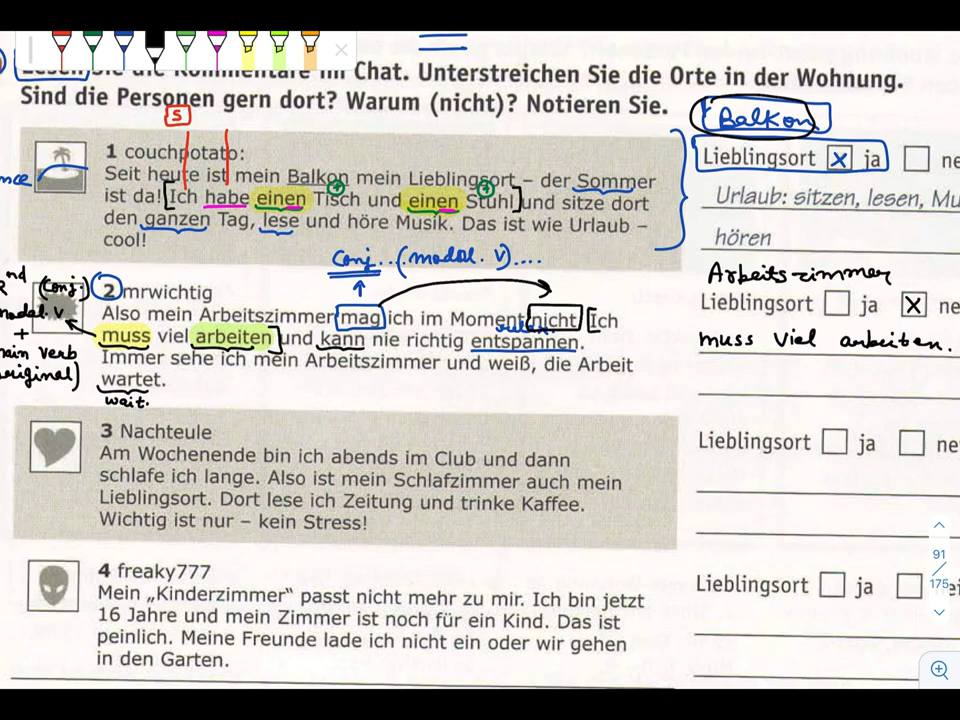 Lesen Sie die Kommentare im Chat. Unterstreichen Sie die Orte in der Wohnung.
Sind die Personen gern dort? Warum (nicht)? Notieren Sie.
S
Balkon
1 couchpotato:
Seit heute ist mein Balkon mein Lieblingsort – der Sommer
ist da! Ich habe einen Tisch und einen Stuhl und sitze dort
den ganzen Tag, lese und höre Musik. Das ist wie Urlaub –
cool!
Lieblingsort x ja ne
Urlaub: sitzen, lesen, Mu
hören
Conj...(modal. V)....
nd (Conj.)
modal. V
+
main verb
original)
2 mrwichtig
Also mein Arbeitszimmer mag ich im Moment nicht. Ich
muss viel arbeiten und kann nie richtig entspannen.
Immer sehe ich mein Arbeitszimmer und weiß, die Arbeit
wartet.
wait.
Arbeitszimmer
Lieblingsort ja x ne
muss viel arbeiten.
3 Nachteule
Am Wochenende bin ich abends im Club und dann
schlafe ich lange. Also ist mein Schlafzimmer auch mein
Lieblingsort. Dort lese ich Zeitung und trinke Kaffee.
Wichtig ist nur – kein Stress!
Lieblingsort ja ne
4 freaky777
Mein „Kinderzimmer“ passt nicht mehr zu mir. Ich bin jetzt
16 Jahre und mein Zimmer ist noch für ein Kind. Das ist
peinlich. Meine Freunde lade ich nicht ein oder wir gehen
in den Garten.
Lieblingsort ja
91
/
175